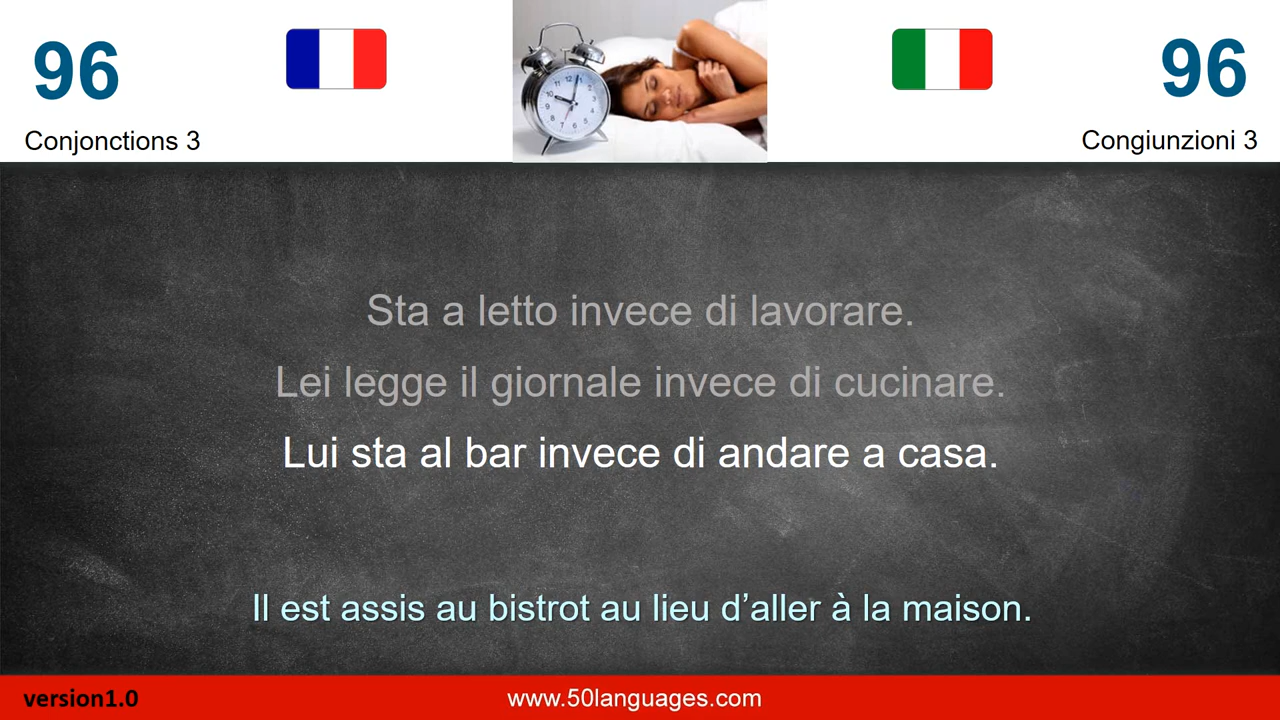 96
96
Conjonctions 3
Congiunzioni 3
Sta a letto invece di lavorare.
Lei legge il giornale invece di cucinare.
Lui sta al bar invece di andare a casa.
Il est assis au bistrot au lieu d’aller à la maison.
version1.0
www.50languages.com